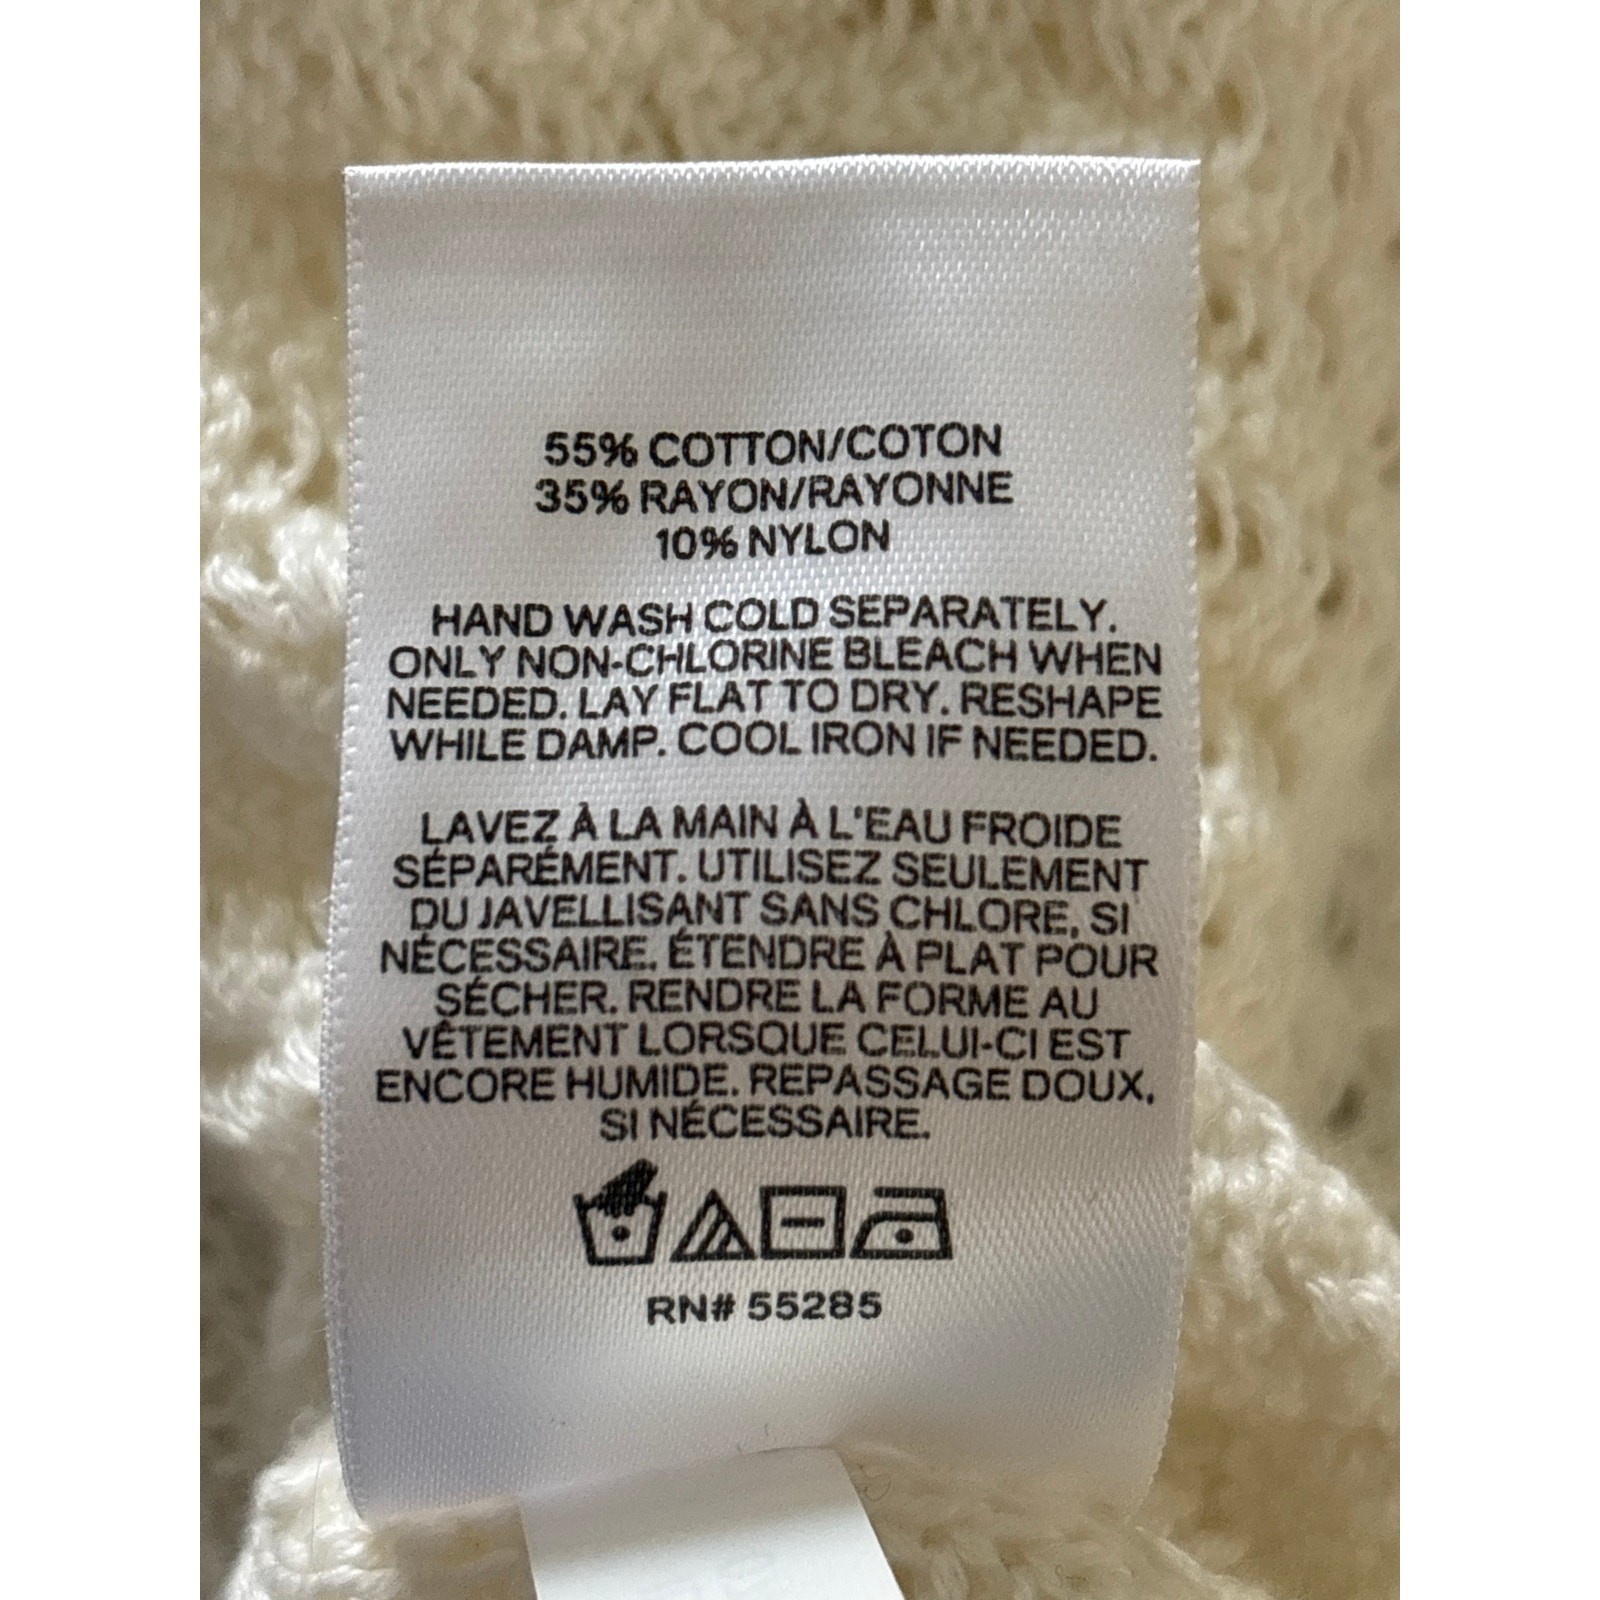 55% COTTON/COTON
35% RAYON/RAYONNE
10% NYLON
HAND WASH COLD SEPARATELY.
ONLY NON-CHLORINE BLEACH WHEN
NEEDED. LAY FLAT TO DRY. RESHAPE
WHILE DAMP. COOL IRON IF NEEDED.
LAVEZ À LA MAIN À L'EAU FROIDE
SÉPARÉMENT. UTILISEZ SEULEMENT
DU JAVELLISANT SANS CHLORE, SI
NÉCESSAIRE. ÉTENDRE À PLAT POUR
SÉCHER. RENDRE LA FORME AU
VÊTEMENT LORSQUE CELUI-CI EST
ENCORE HUMIDE. REPASSAGE DOUX,
SI NÉCESSAIRE.
RN# 55285